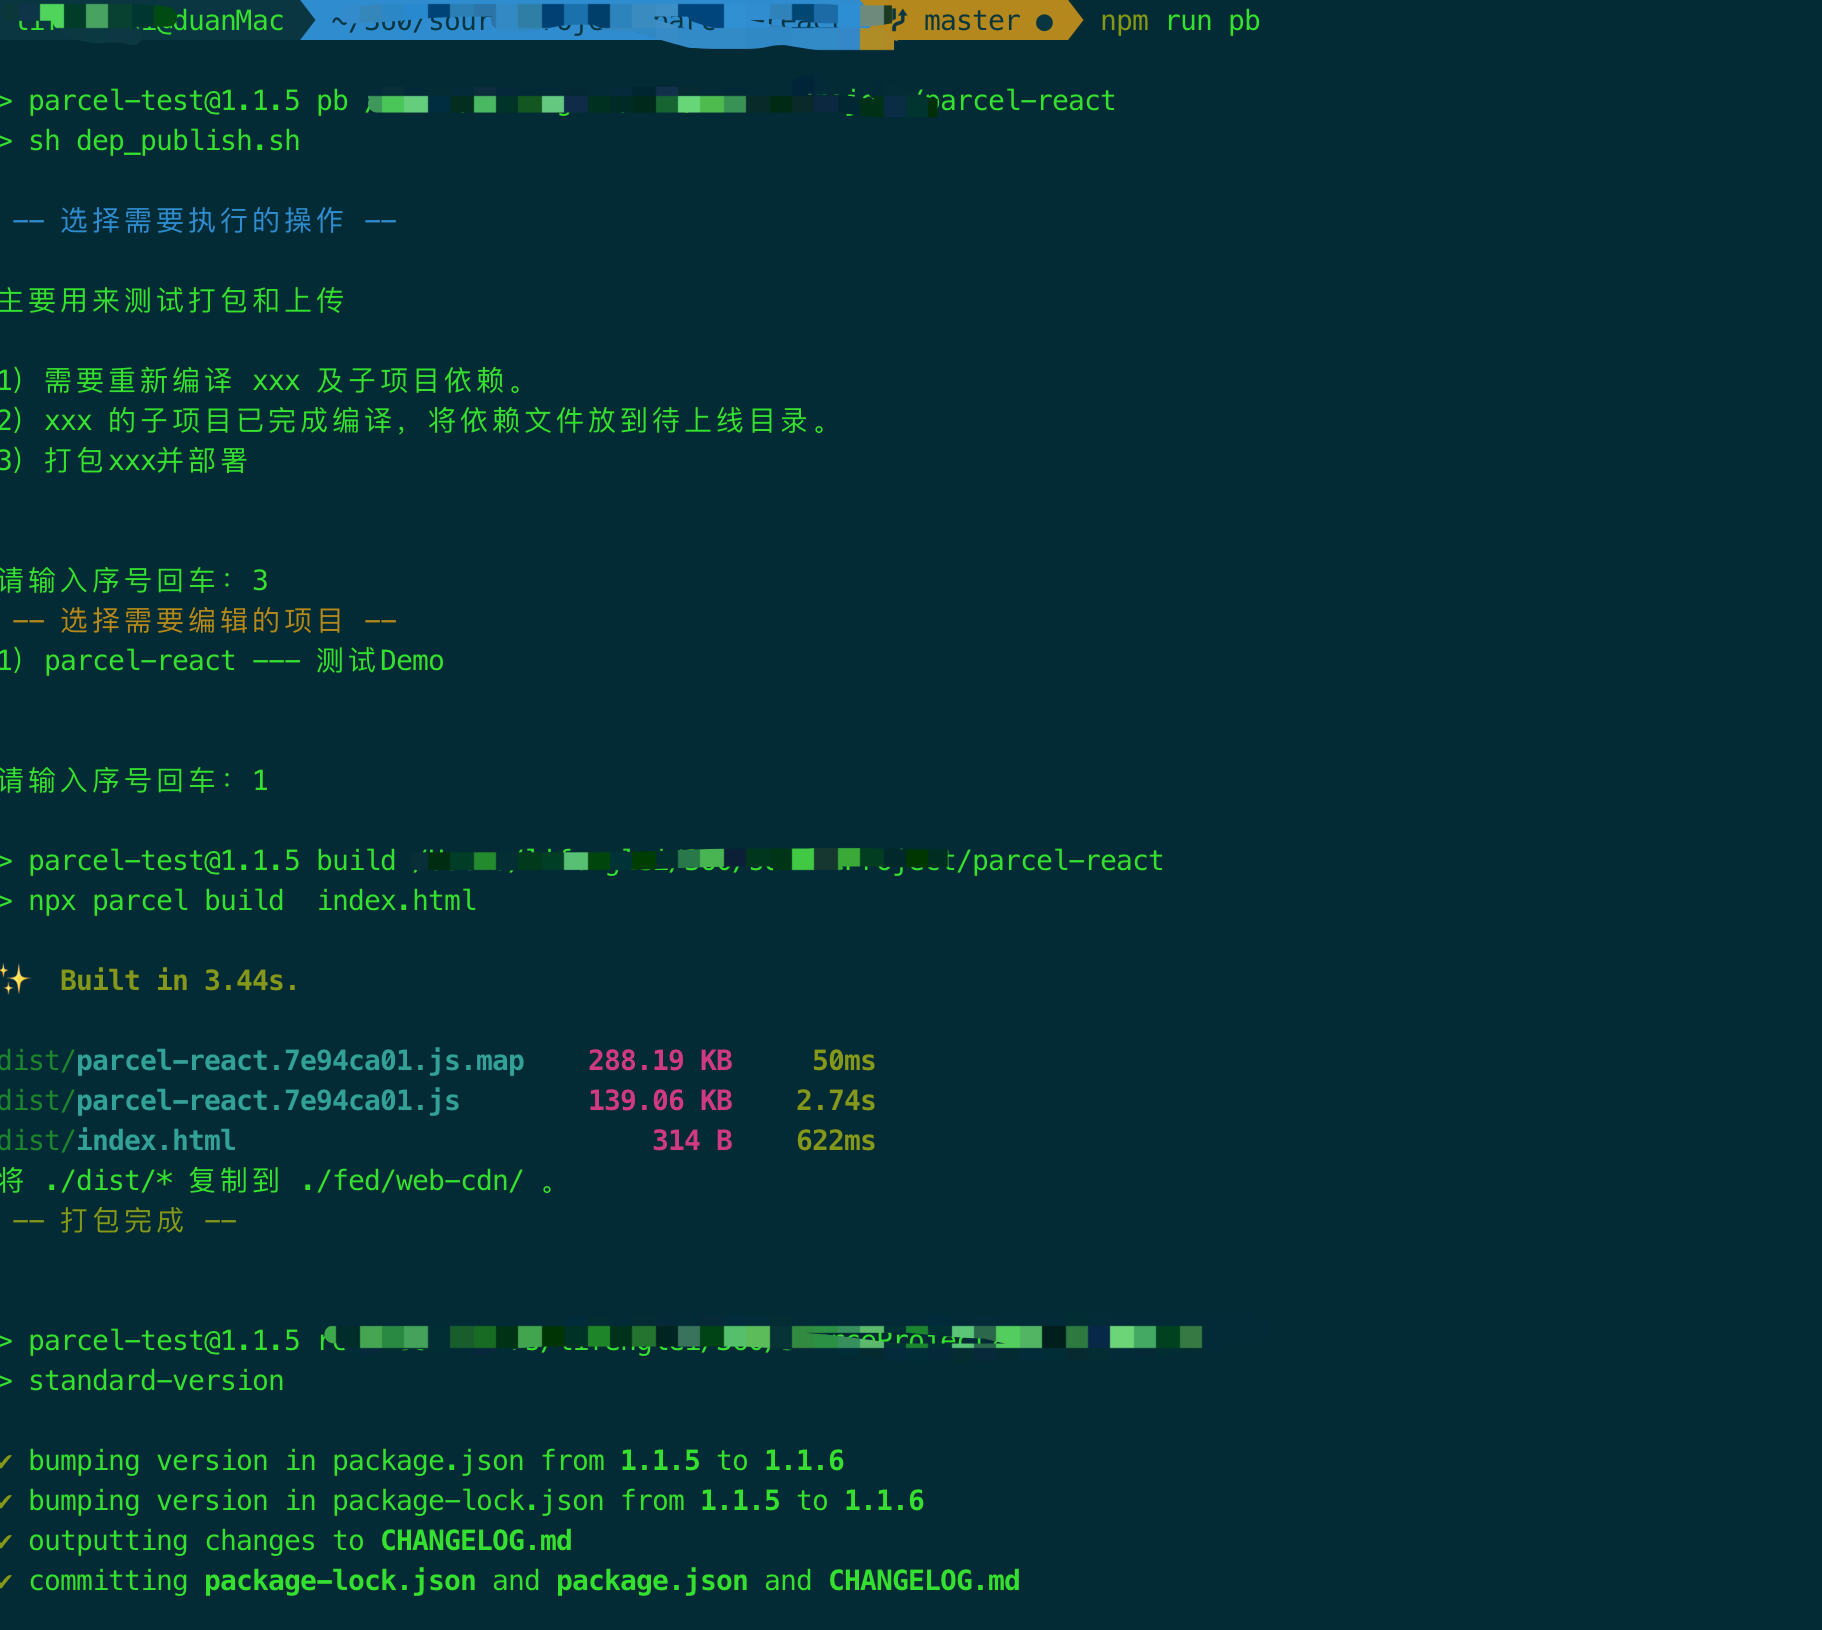 duanMac master ● npm run pb
> parcel-test@1.1.5 pb /parcel-react
> sh dep_publish.sh
-- 选择需要执行的操作 --
主要用来测试打包和上传
1) 需要重新编译 xxx 及子项目依赖。
2) xxx 的子项目已完成编译, 将依赖文件放到待上线目录。
3) 打包xxx并部署
请输入序号回车: 3
-- 选择需要编辑的项目 --
1) parcel-react --- 测试Demo
请输入序号回车: 1
> parcel-test@1.1.5 build /parcel-react
> npx parcel build  index.html
✨  Built in 3.44s.
dist/parcel-react.7e94ca01.js.map    288.19 KB     50ms
dist/parcel-react.7e94ca01.js        139.06 KB    2.74s
dist/index.html                          314 B    622ms
将 ./dist/* 复制到 ./fed/web-cdn/ 。
-- 打包完成 --
> parcel-test@1.1.5
> standard-version
✔ bumping version in package.json from 1.1.5 to 1.1.6
✔ bumping version in package-lock.json from 1.1.5 to 1.1.6
✔ outputting changes to CHANGELOG.md
✔ committing package-lock.json and package.json and CHANGELOG.md